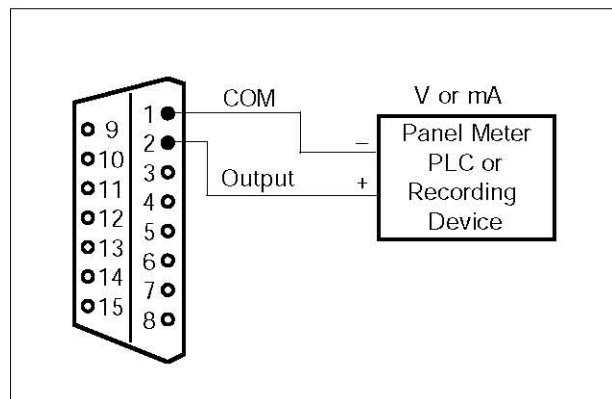 COM
V or mA
1
9
2
10
3
11
4
12
5
13
6
14
7
15
8
Output
–
+
Panel Meter
PLC or
Recording
Device